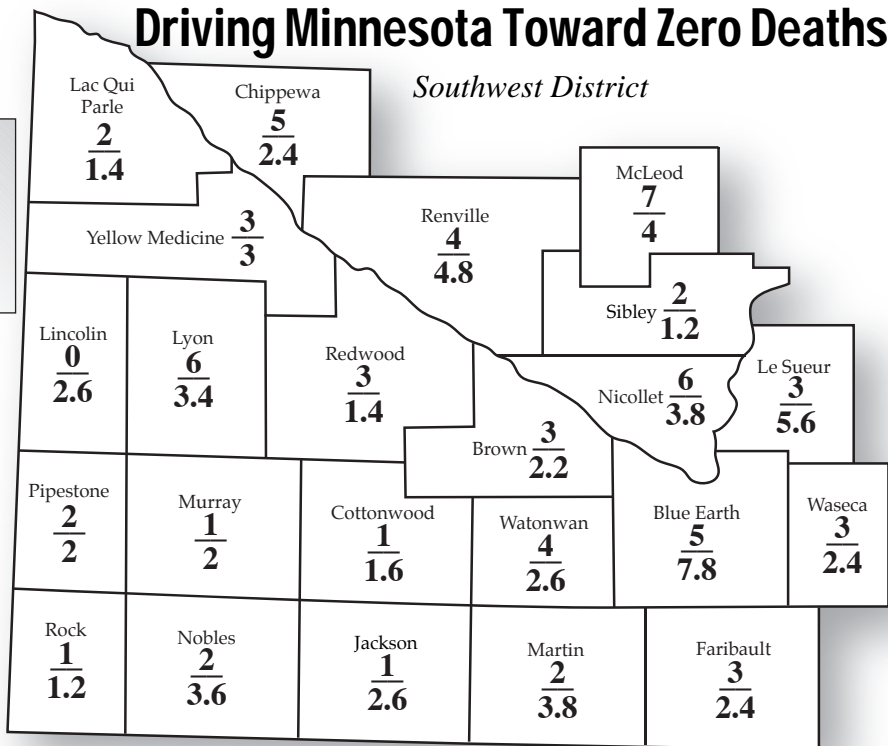 Driving Minnesota Toward Zero Deaths
Southwest District
Lac Qui
Parle
2
1.4
Chippewa
5
2.4
McLeod
7
4
Renville
4
4.8
Yellow Medicine 3
3
Sibley 2
1.2
Lincolin
0
2.6
Lyon
6
3.4
Redwood
3
1.4
Le Sueur
3
5.6
Nicollet 6
3.8
Brown 3
2.2
Pipestone
2
2
Murray
1
2
Cottonwood
1
1.6
Watonwan
4
2.6
Blue Earth
5
7.8
Waseca
3
2.4
Rock
1
1.2
Nobles
2
3.6
Jackson
1
2.6
Martin
2
3.8
Faribault
3
2.4